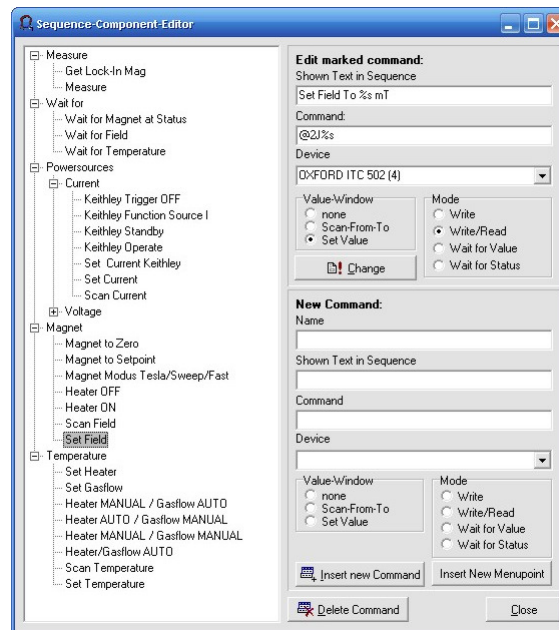 Sequence-Component-Editor
Measure
Get Lock-In Mag
Measure
Wait for
Wait for Magnet at Status
Wait for Field
Wait for Temperature
Powersources
Current
Keithley Trigger OFF
Keithley Function Source I
Keithley Standby
Keithley Operate
Set Current Keithley
Set Current
Scan Current
Voltage
Magnet
Magnet to Zero
Magnet to Setpoint
Magnet Modus Tesla/Sweep/Fast
Heater OFF
Heater ON
Scan Field
Set Field
Temperature
Set Heater
Set Gasflow
Heater MANUAL / Gasflow AUTO
Heater AUTO / Gasflow MANUAL
Heater MANUAL / Gasflow MANUAL
Heater/Gasflow AUTO
Scan Temperature
Set Temperature
Edit marked command:
Shown Text in Sequence
Set Field To %s mT
Command:
@2J%s
Device
OXFORD ITC 502 (4)
Value-Window
none
Scan-From-To
Set Value
Change
Mode
Write
Write/Read
Wait for Value
Wait for Status
New Command:
Name
Shown Text in Sequence
Command
Device
Value-Window
none
Scan-From-To
Set Value
Mode
Write
Write/Read
Wait for Value
Wait for Status
Insert new Command
Insert New Menupoint
Delete Command
Close